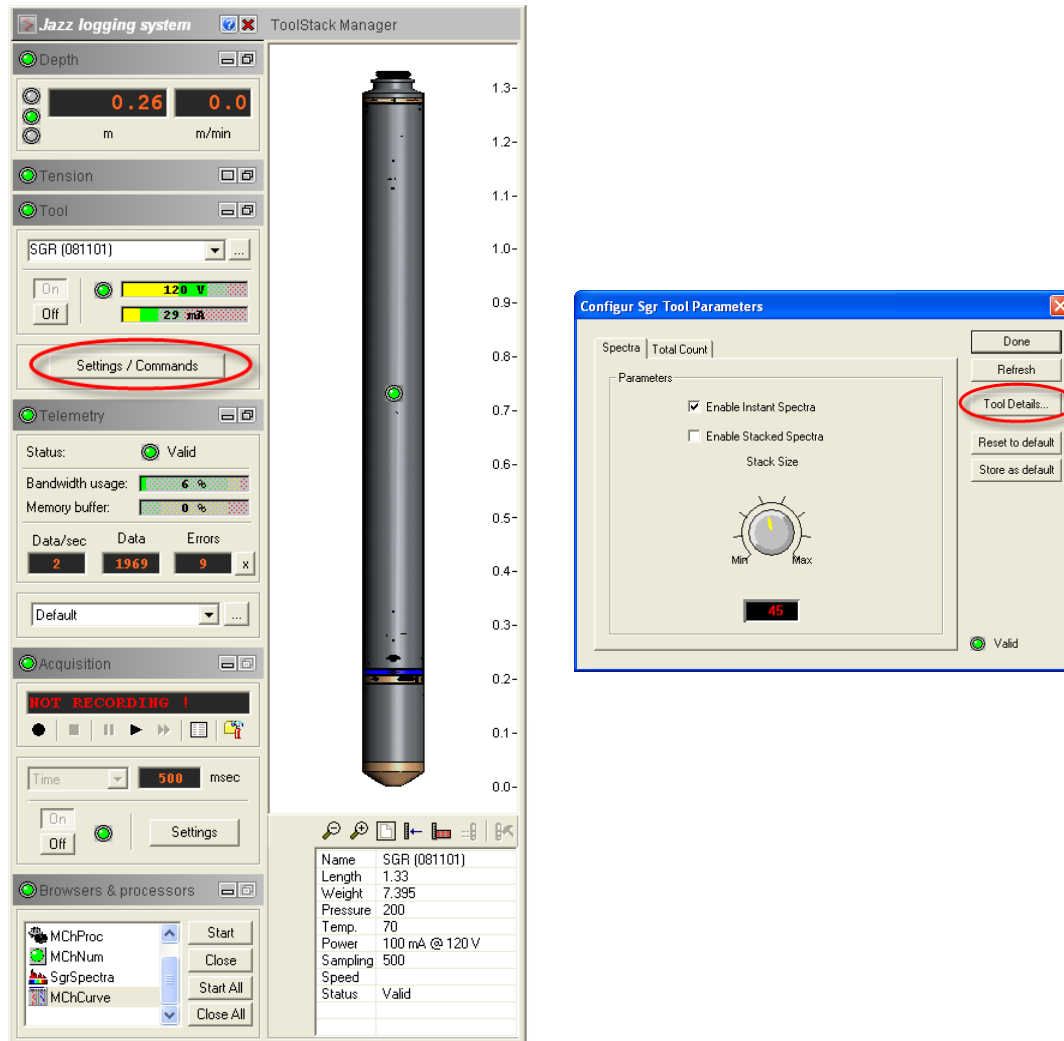 Jazz logging system
ToolStack Manager
Depth
0.26 0.0
m m/min
Tension
Tool
SGR (081101) ...
On
120 V
Off
29 mA
Settings / Commands
Telemetry
Status: Valid
Bandwidth usage: 6 %
Memory buffer: 0 %
Data/sec Data Errors
2 1969 9 x
Default ...
Acquisition
NOT RECORDING !
Time 500 msec
On
Off
Settings
Browsers & processors
MChProc
MChNum
SgrSpectra
MChCurve
Start
Close
Start All
Close All
1.3-
1.2-
1.1-
1.0-
0.9-
0.8-
0.7-
0.6-
0.5-
0.4-
0.3-
0.2-
0.1-
0.0-
Name SGR (081101)
Length 1.33
Weight 7.395
Pressure 200
Temp. 70
Power 100 mA @ 120 V
Sampling 500
Speed
Status Valid
Configur Sgr Tool Parameters
Spectra Total Count
Parameters
Enable Instant Spectra
Enable Stacked Spectra
Stack Size
Min Max
45
Done
Refresh
Tool Details...
Reset to default
Store as default
Valid